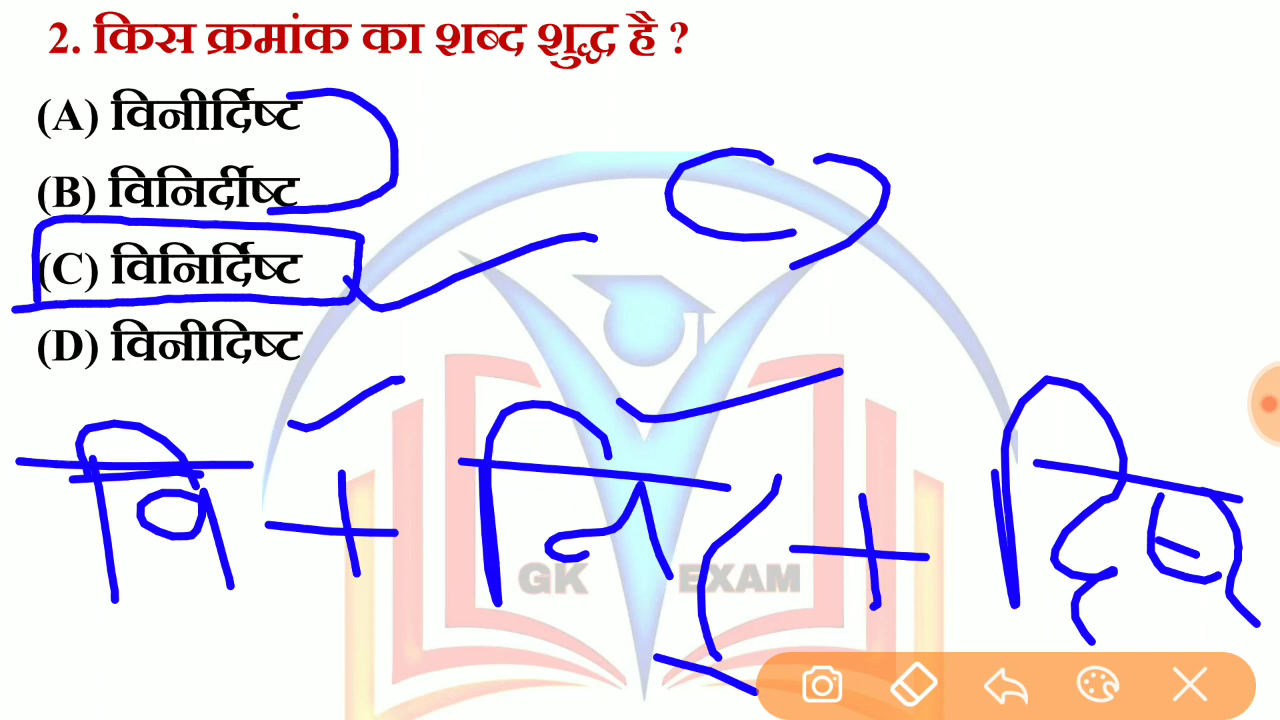 2. किस क्रमांक का शब्द शुद्ध है ?
(A) विनीर्दिष्ट
(B) विनिर्दीष्ट
(C) विनिर्दिष्ट
(D) विनीदिष्ट
वि + निर् +
GK EXAM